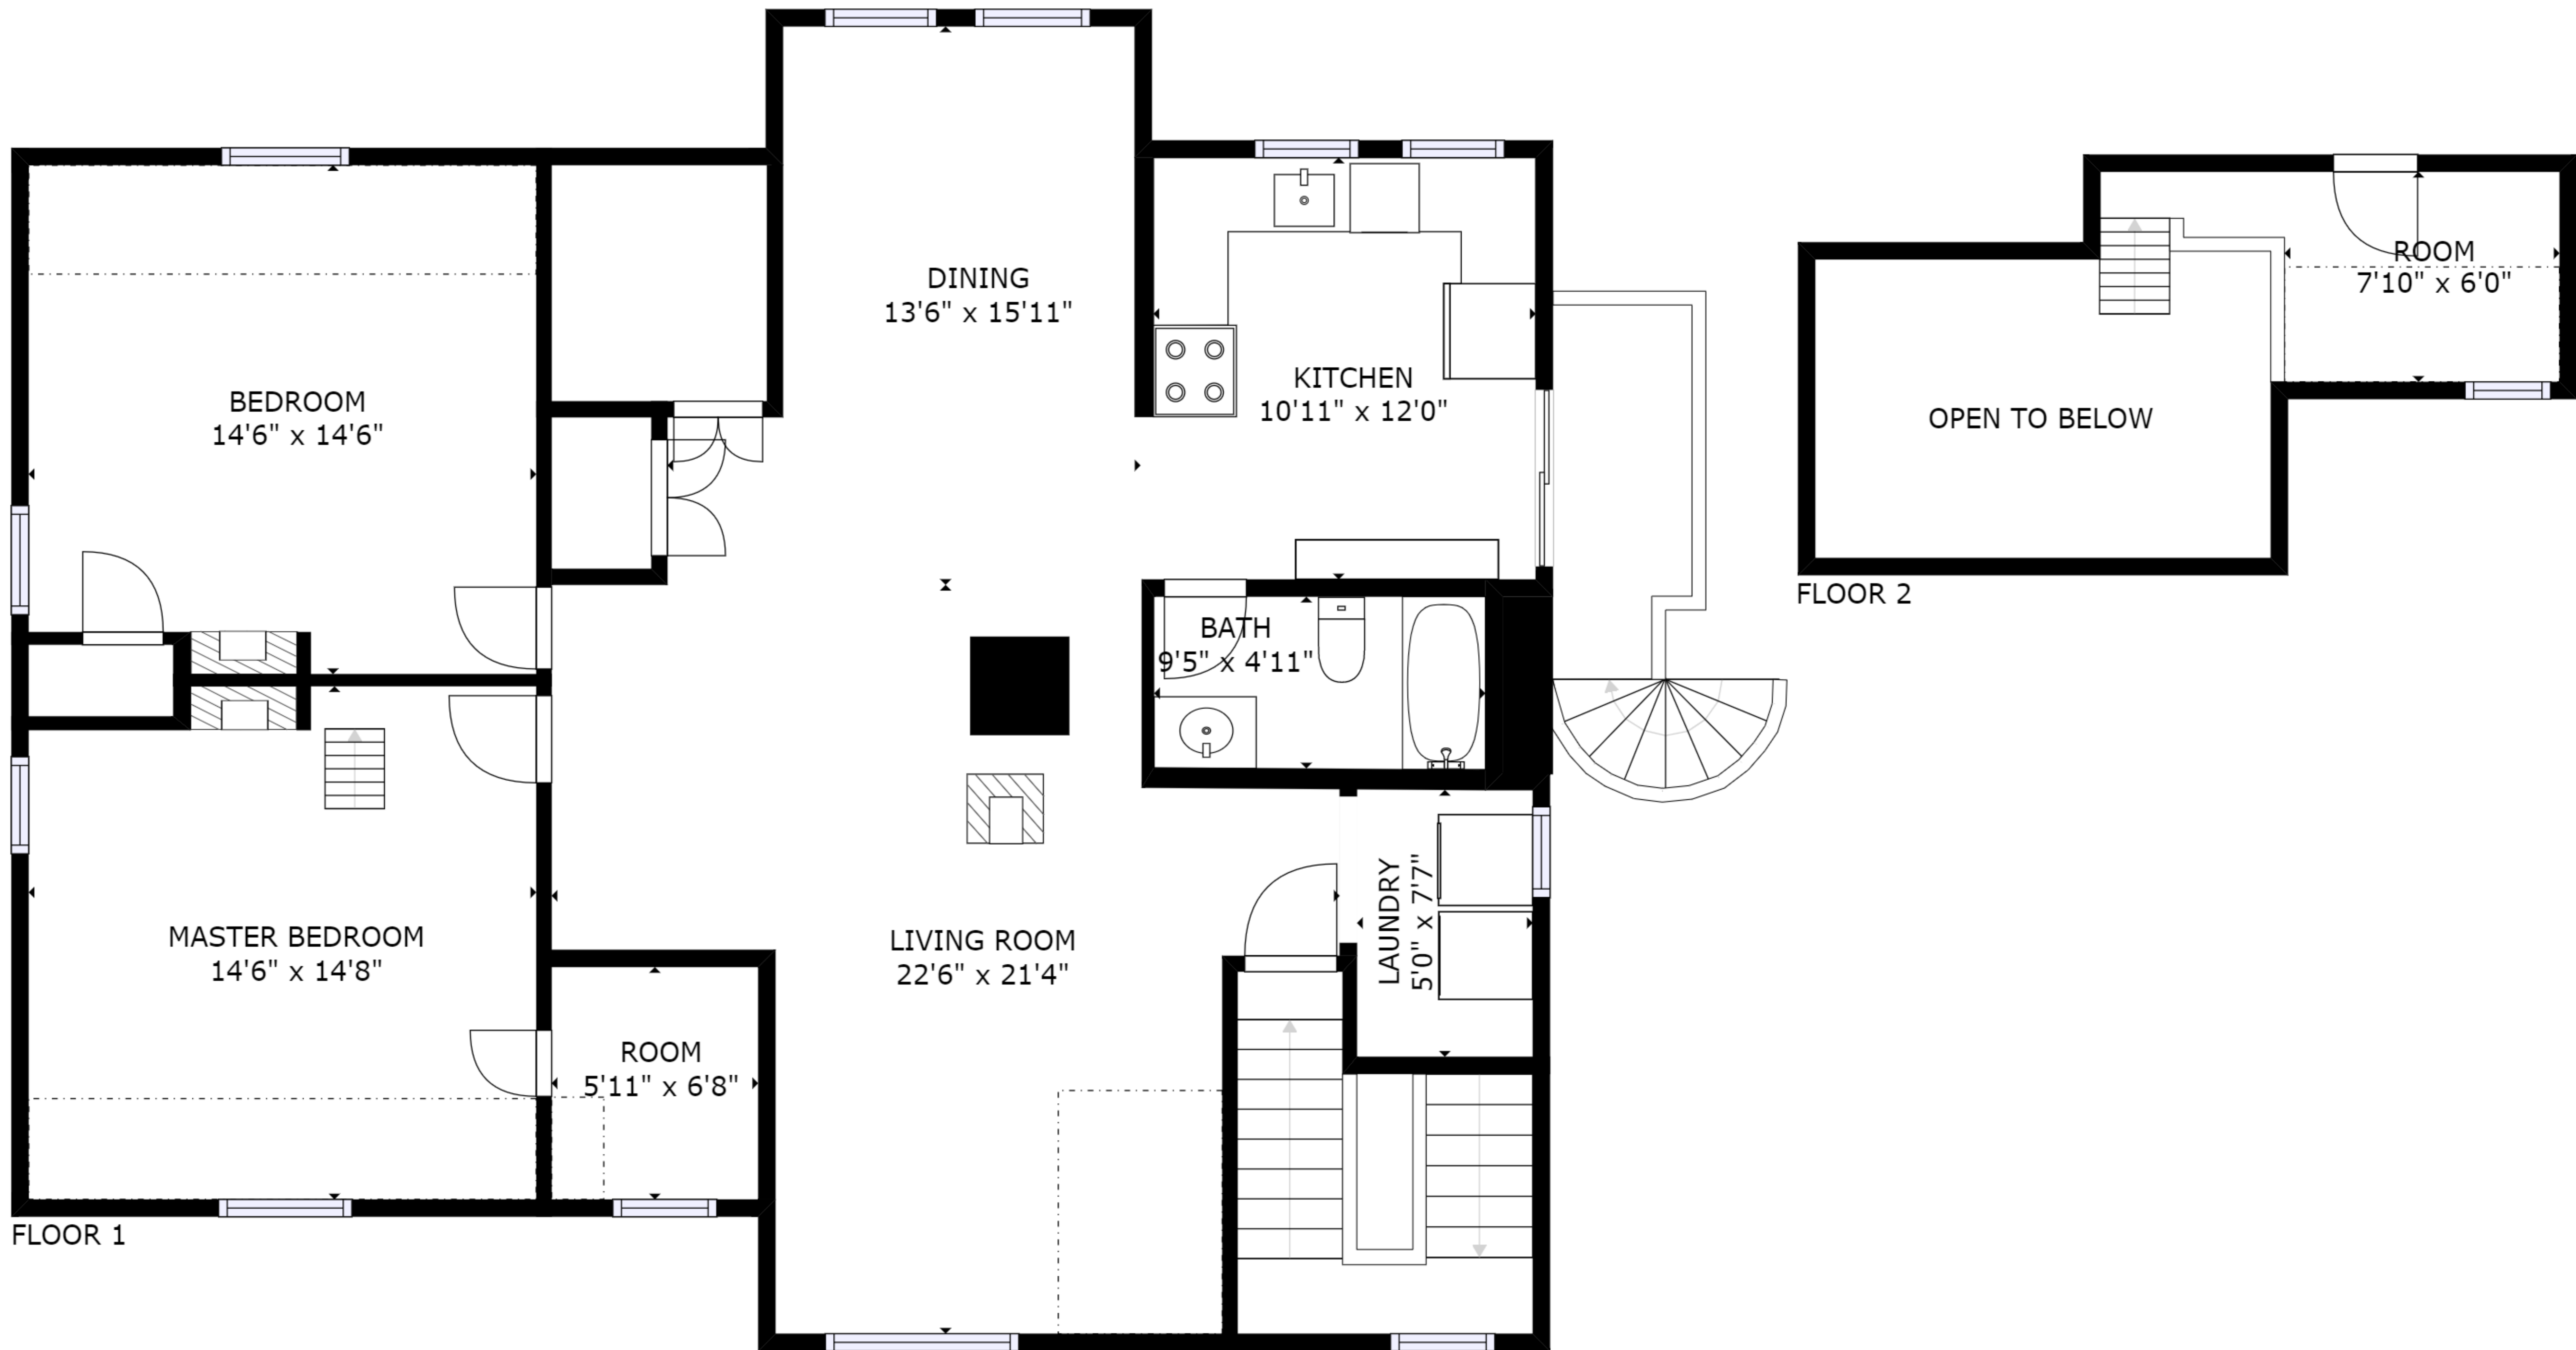 DINING
13'6" x 15'11"
BEDROOM
14'6" x 14'6"
KITCHEN
10'11" x 12'0"
BATH
9'5" x 4'11"
MASTER BEDROOM
14'6" x 14'8"
LIVING ROOM
22'6" x 21'4"
LAUNDRY
5'0" x 7'7"
ROOM
5'11" x 6'8"
FLOOR 1
ROOM
7'10" x 6'0"
OPEN TO BELOW
FLOOR 2